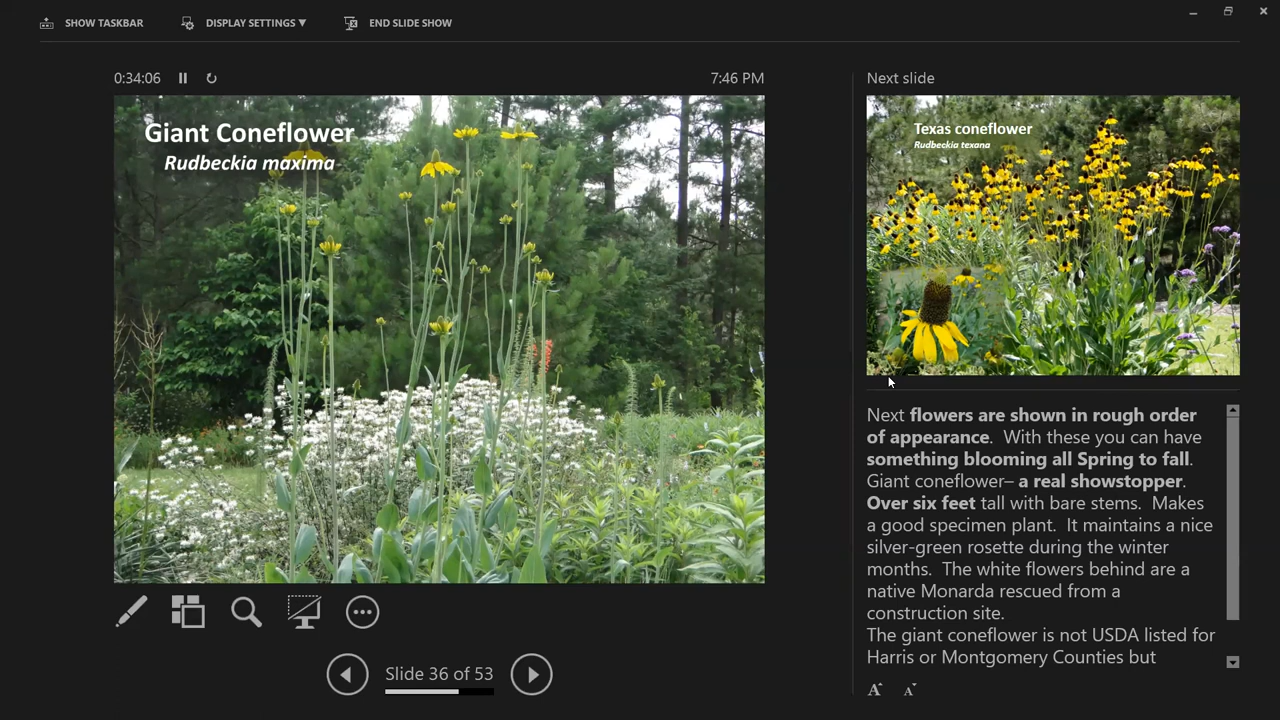 SHOW TASKBAR DISPLAY SETTINGS ▼ END SLIDE SHOW
0:34:06 7:46 PM
Giant Coneflower
Rudbeckia maxima
Slide 36 of 53
Next slide
Texas coneflower
Rudbeckia texana
Next flowers are shown in rough order
of appearance. With these you can have
something blooming all Spring to fall.
Giant coneflower– a real showstopper.
Over six feet tall with bare stems. Makes
a good specimen plant. It maintains a nice
silver-green rosette during the winter
months. The white flowers behind are a
native Monarda rescued from a
construction site.
The giant coneflower is not USDA listed for
Harris or Montgomery Counties but
A A